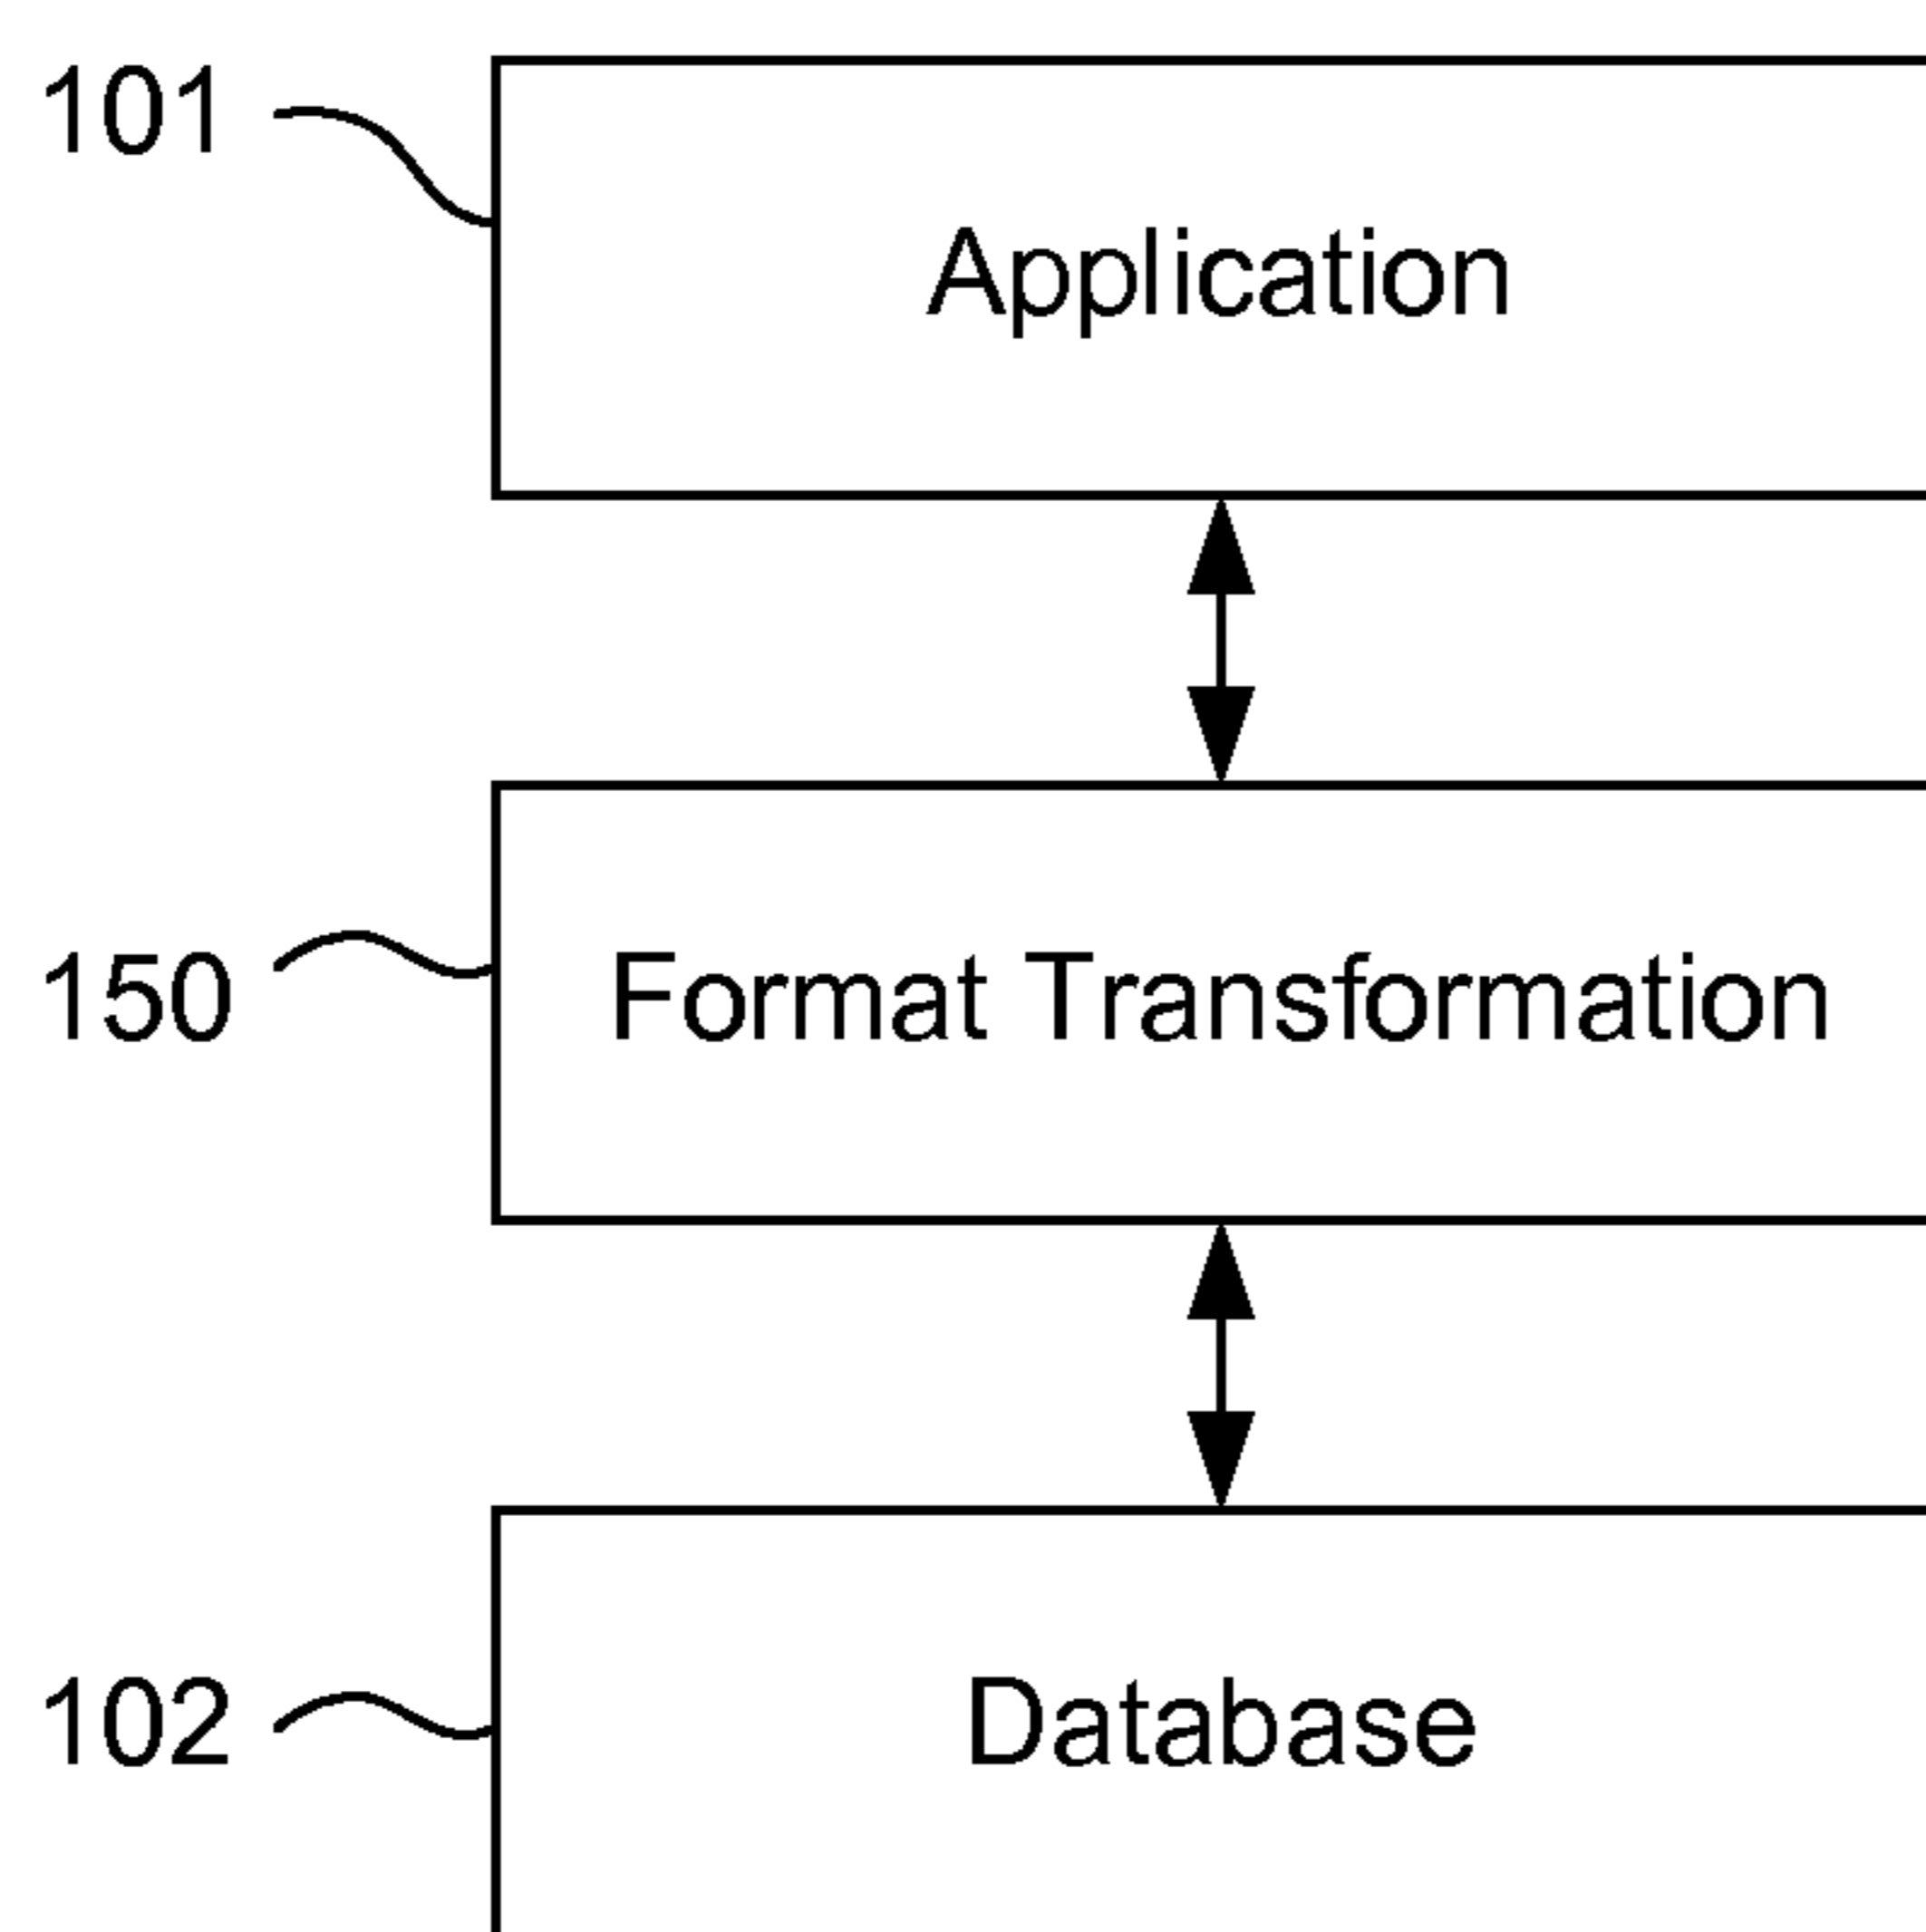 101
Application
150
Format Transformation
102
Database